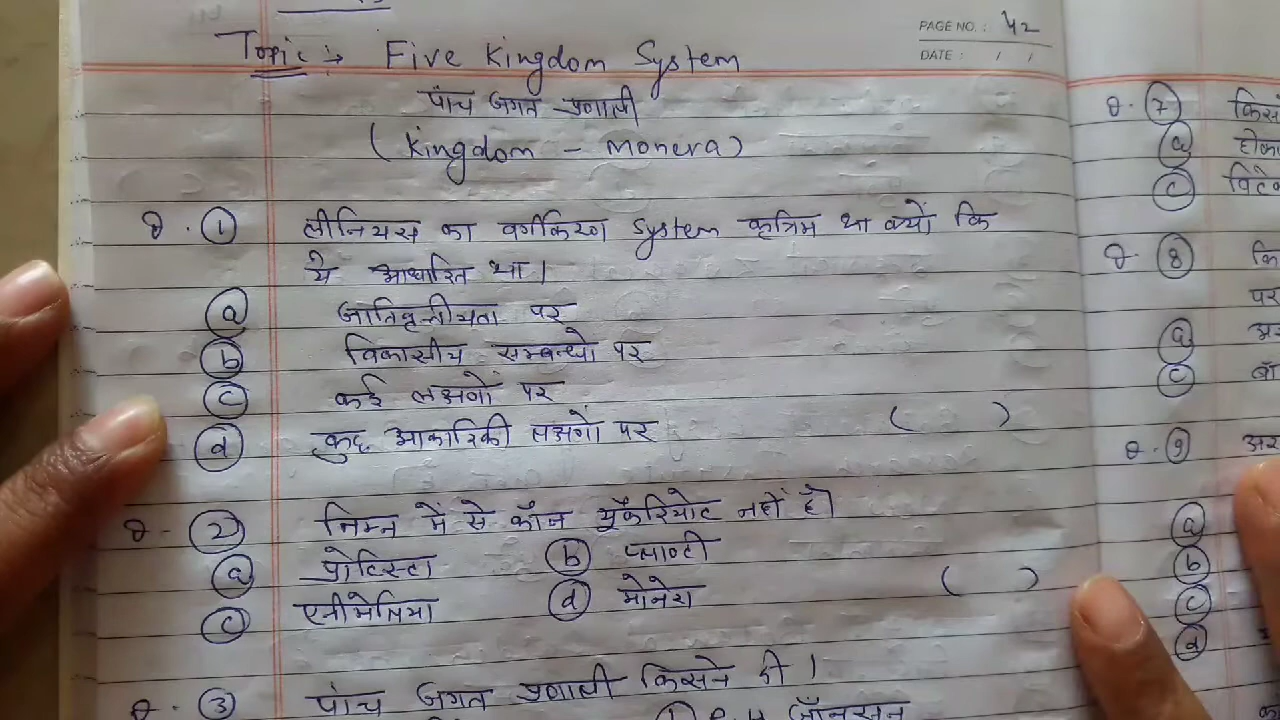 PAGE NO. : 42
DATE : / /
Topic :→ Five Kingdom System
पांच जगत प्रणाली
(Kingdom - Monera)
Q. 1 लीनियस का वर्गीकरण System कृत्रिम था क्यों कि
ये आधारित था।
a जातिवृत्तीयता पर
b विकासीय सम्बन्धो पर
c कई लक्षणों पर
d कुछ आकारिकी लक्षणों पर ( )
Q. 2 निम्न में से कौन यूकैरियोट नहीं है।
a प्रोटिस्टा b प्लाण्टी
c एनीमेलिया d मोनेरा ( )
Q. 3 पांच जगत प्रणाली किसने दी।
जॉनसन
Q. 7
a
c
Q. 8 कि
पर
a
c
Q. 9
a
b
c
d